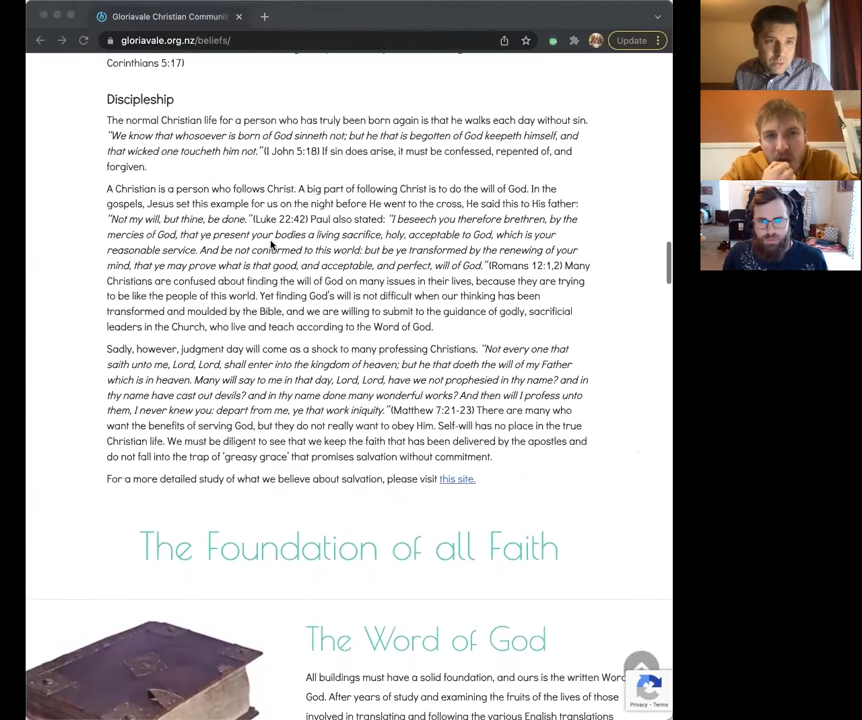 Gloriavale Christian Communi
gloriavale.org.nz/beliefs/
Update
Corinthians 5:17)
Discipleship
The normal Christian life for a person who has truly been born again is that he walks each day without sin.
"We know that whosoever is born of God sinneth not; but he that is begotten of God keepeth himself, and
that wicked one toucheth him not."(I John 5:18) If sin does arise, it must be confessed, repented of, and
forgiven.
A Christian is a person who follows Christ. A big part of following Christ is to do the will of God. In the
gospels, Jesus set this example for us on the night before He went to the cross, He said this to His father:
"Not my will, but thine, be done."(Luke 22:42) Paul also stated: "I beseech you therefore brethren, by the
mercies of God, that ye present your bodies a living sacrifice, holy, acceptable to God, which is your
reasonable service. And be not conformed to this world: but be ye transformed by the renewing of your
mind, that ye may prove what is that good, and acceptable, and perfect, will of God."(Romans 12:1,2) Many
Christians are confused about finding the will of God on many issues in their lives, because they are trying
to be like the people of this world. Yet finding God's will is not difficult when our thinking has been
transformed and moulded by the Bible, and we are willing to submit to the guidance of godly, sacrificial
leaders in the Church, who live and teach according to the Word of God.
Sadly, however, judgment day will come as a shock to many professing Christians. "Not every one that
saith unto me, Lord, Lord, shall enter into the kingdom of heaven; but he that doeth the will of my Father
which is in heaven. Many will say to me in that day, Lord, Lord, have we not prophesied in thy name? and in
thy name have cast out devils? and in thy name done many wonderful works? And then will I profess unto
them, I never knew you: depart from me, ye that work iniquity."(Matthew 7:21-23) There are many who
want the benefits of serving God, but they do not really want to obey Him. Self-will has no place in the true
Christian life. We must be diligent to see that we keep the faith that has been delivered by the apostles and
do not fall into the trap of 'greasy grace' that promises salvation without commitment.
For a more detailed study of what we believe about salvation, please visit this site.
The Foundation of all Faith
The Word of God
All buildings must have a solid foundation, and ours is the written Word
God. After years of study and examining the fruits of the lives of those
involved in translating and following the various English translations
Privacy - Terms